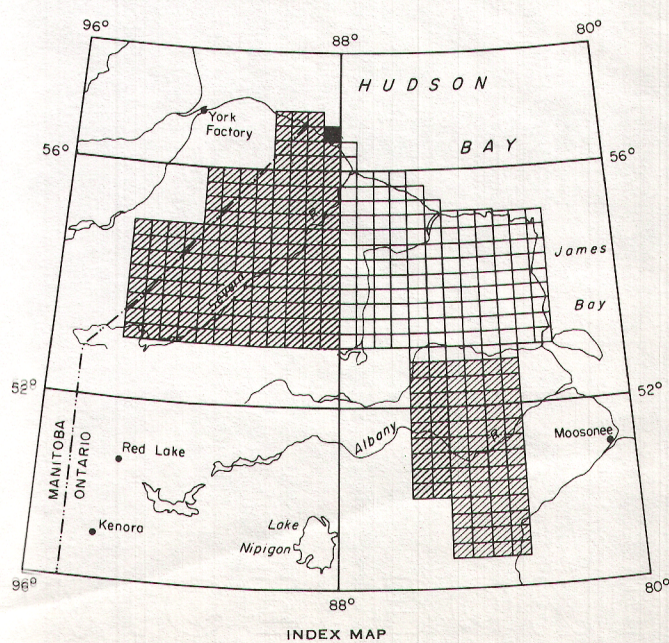 96°
88°
80°
HUDSON
BAY
York
Factory
56°
56°
R.
Severn
James
Bay
52°
52°
MANITOBA
ONTARIO
Red Lake
Albany
R.
Moosonee
Kenora
Lake
Nipigon
96°
88°
80°
INDEX MAP